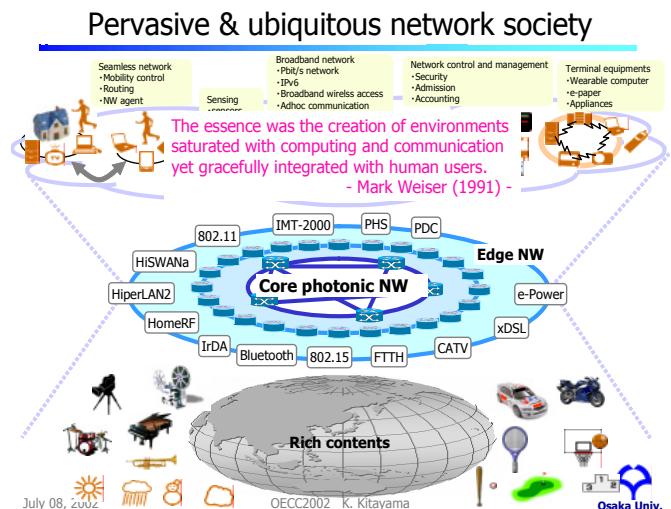 Pervasive & ubiquitous network society
Seamless network
・Mobility control
・Routing
・NW agent
Sensing
Broadband network
・Pbit/s network
・IPv6
・Broadband wirelss access
・Adhoc communication
Network control and management
・Security
・Admission
・Accounting
Terminal equipments
・Wearable computer
・e-paper
・Appliances
The essence was the creation of environments
saturated with computing and communication
yet gracefully integrated with human users.
- Mark Weiser (1991) -
IMT-2000
PHS
PDC
802.11
Edge NW
HiSWANa
Core photonic NW
HiperLAN2
e-Power
HomeRF
xDSL
IrDA
CATV
Bluetooth
802.15
FTTH
Rich contents
July 08, 2002
OECC2002 K. Kitayama
Osaka Univ.